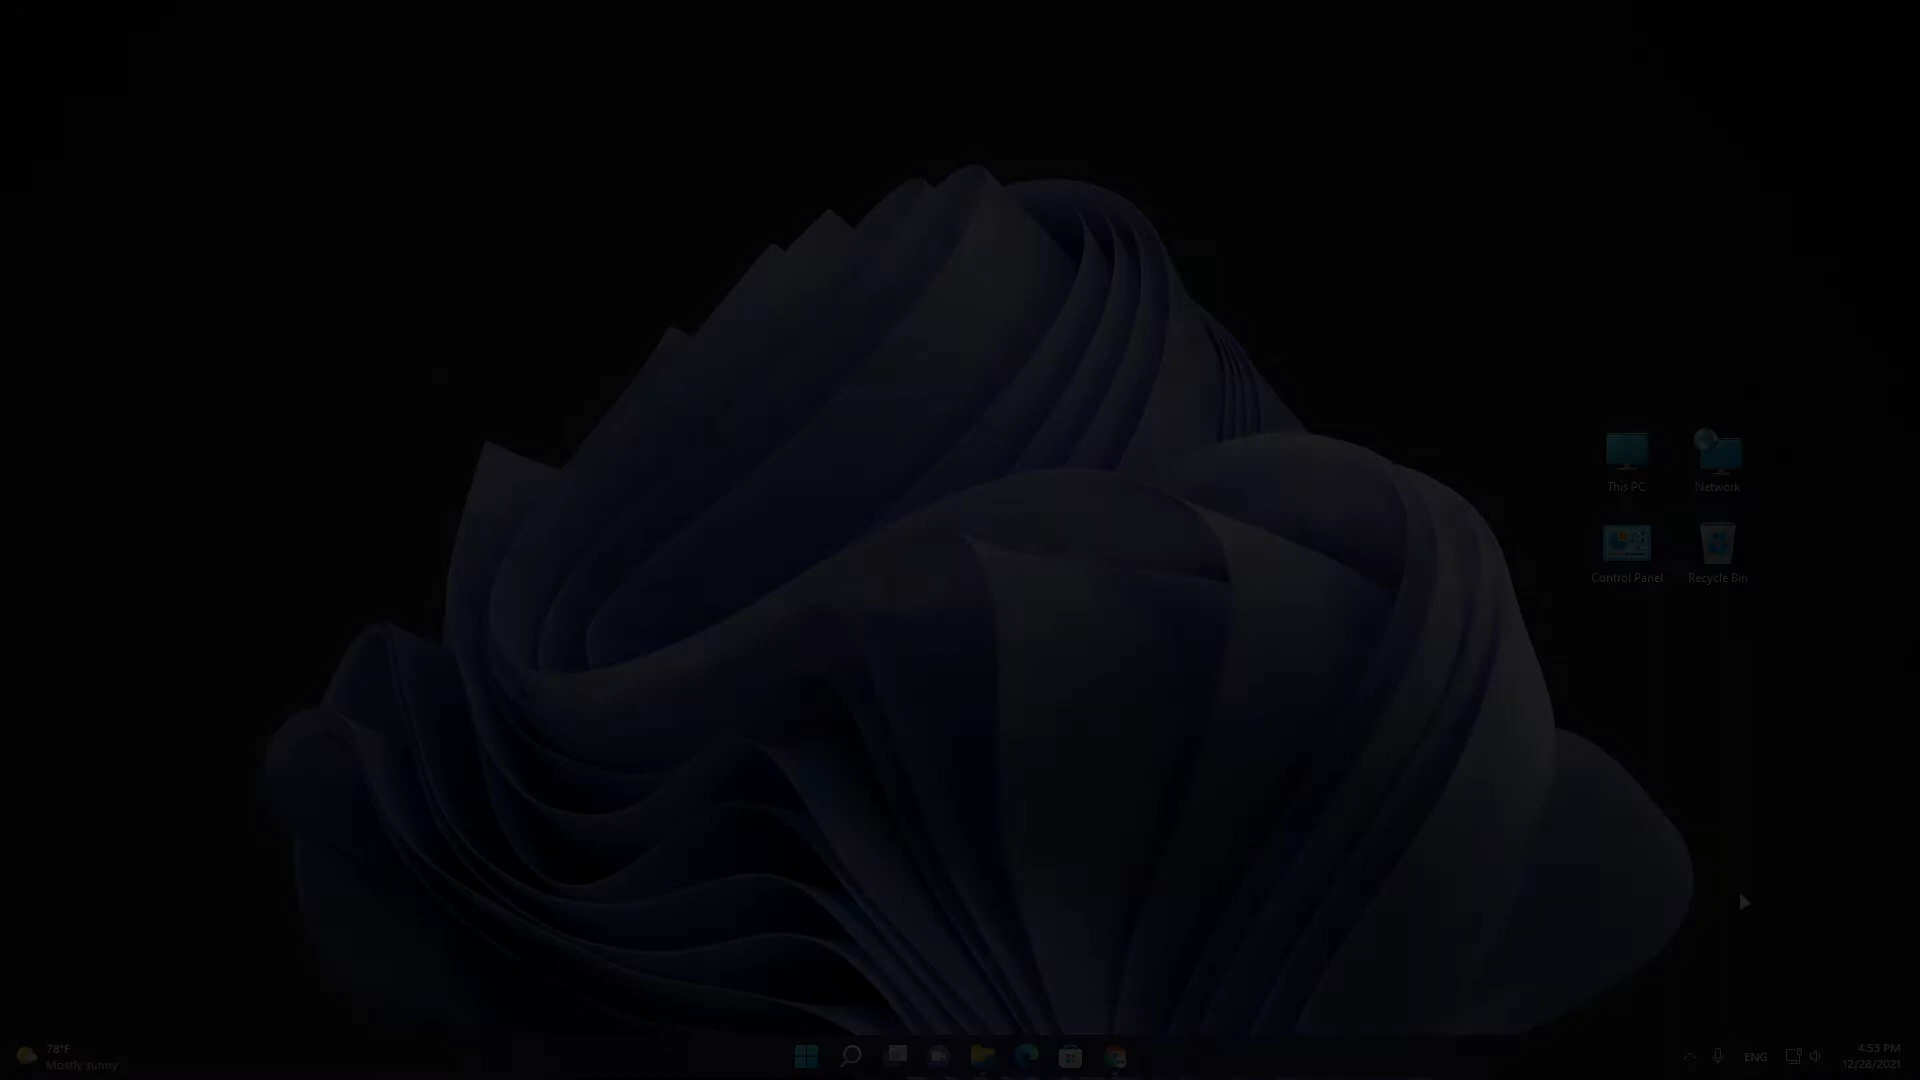 This PC
Network
Control Panel
Recycle Bin
78°F
Mostly sunny
ENG
4:53 PM
12/28/2021